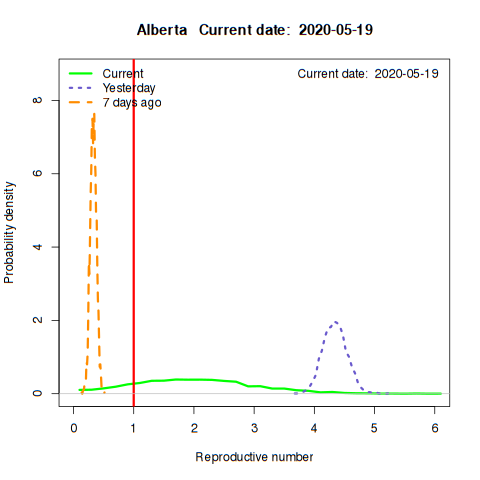 Alberta   Current date:  2020-05-19
Current
Yesterday
7 days ago
Current date:  2020-05-19
Probability density
8
6
4
2
0
0 1 2 3 4 5 6
Reproductive number